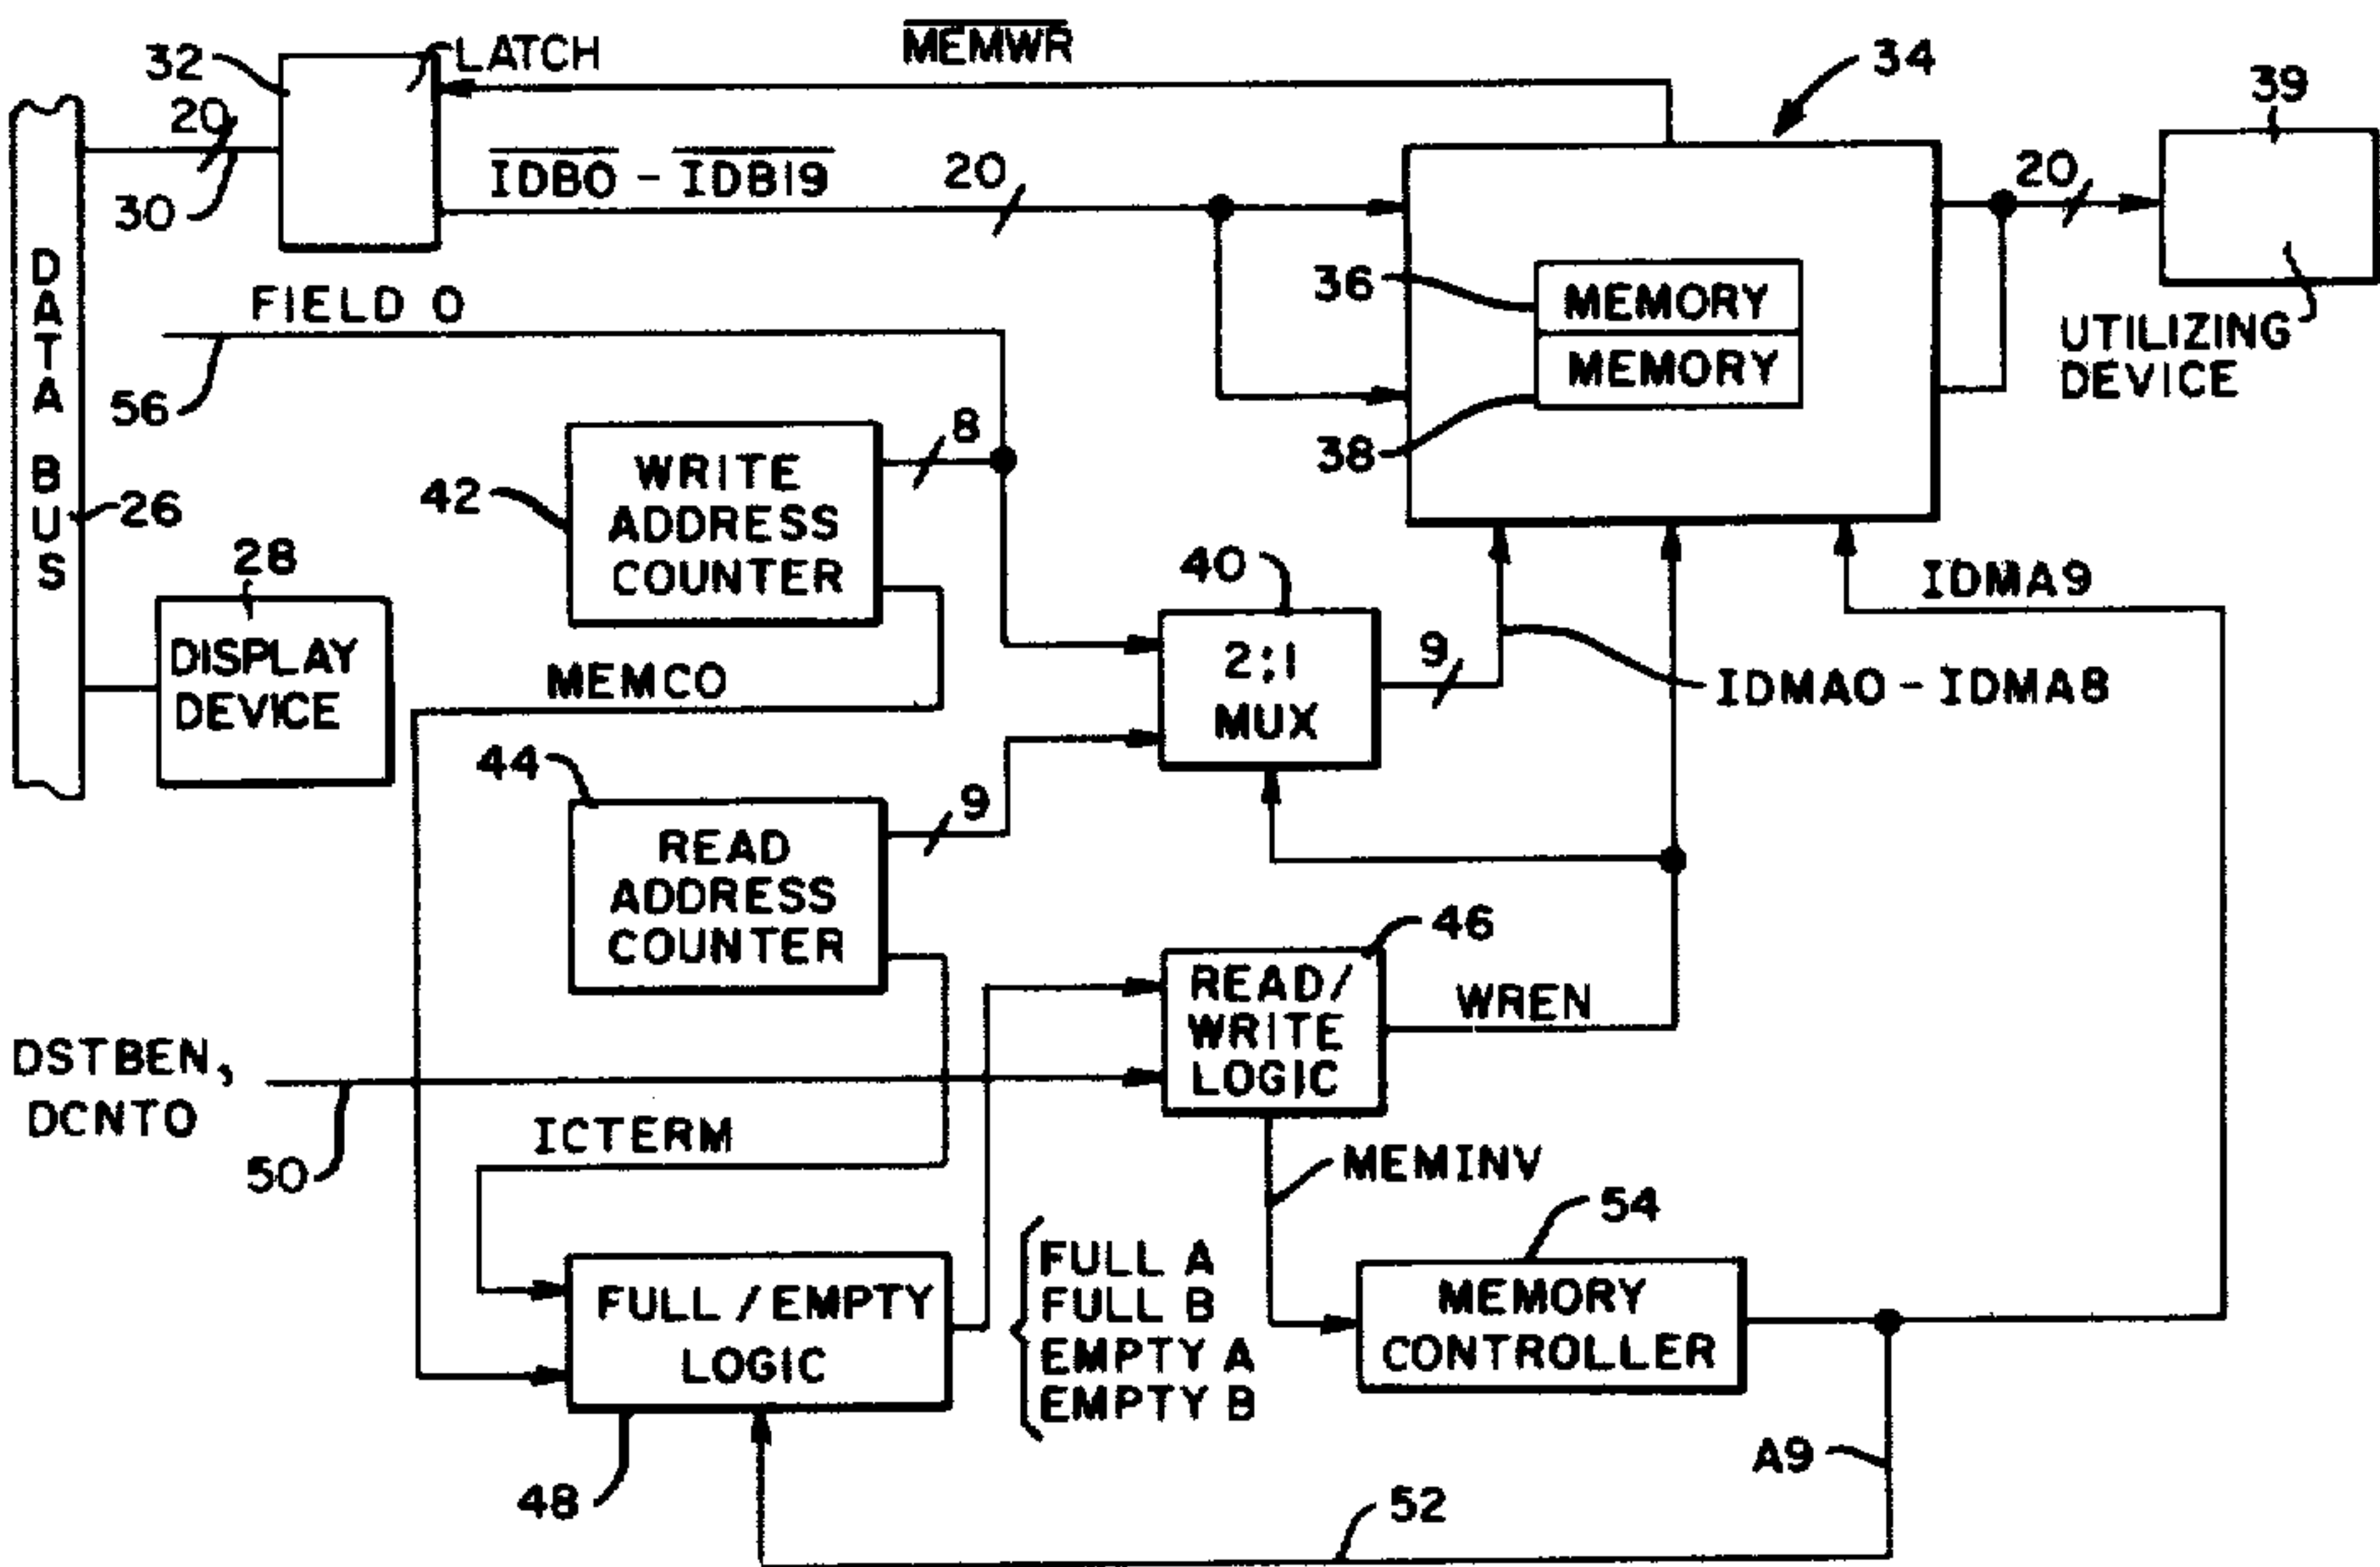 LATCH
MEMWR
32
34
39
20
30
IDB0 - IDB19
20
20
DATA BUS
FIELD 0
36
MEMORY
MEMORY
38
UTILIZING
DEVICE
56
8
42
WRITE
ADDRESS
COUNTER
26
28
DISPLAY
DEVICE
40
2:1
MUX
9
IDMA9
IDMA0 - IDMA8
MEMCO
44
9
READ
ADDRESS
COUNTER
46
READ/
WRITE
LOGIC
WREN
DSTBEN,
DCNTO
50
ICTERM
MEMINV
54
FULL / EMPTY
LOGIC
FULL A
FULL B
EMPTY A
EMPTY B
MEMORY
CONTROLLER
48
A9
52